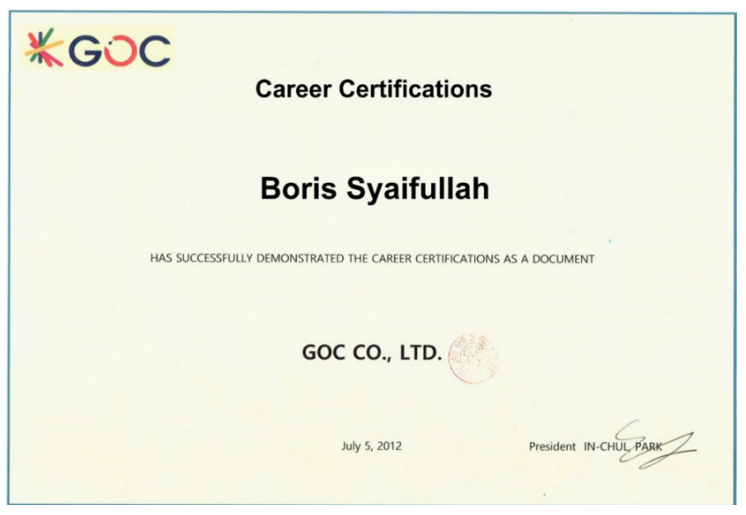 GOC
Career Certifications
Boris Syaifullah
HAS SUCCESSFULLY DEMONSTRATED THE CAREER CERTIFICATIONS AS A DOCUMENT
GOC CO., LTD.
July 5, 2012
President IN-CHUL PARK